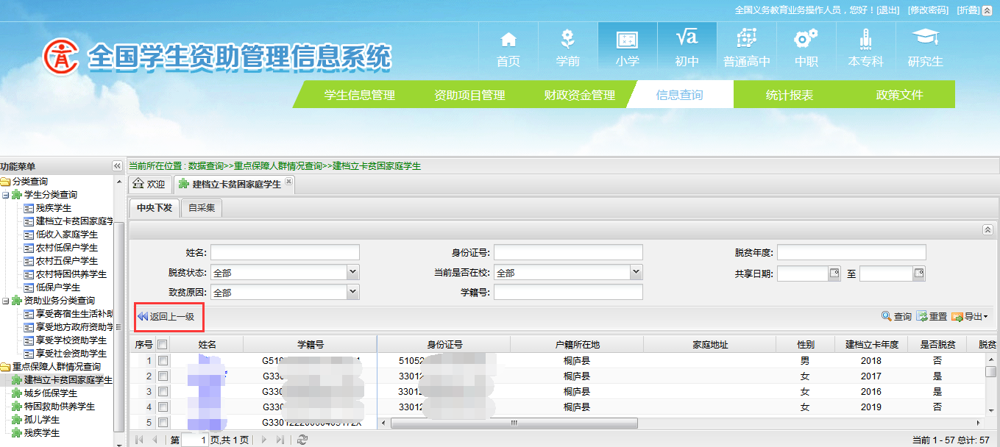 全国义务教育业务操作人员，您好！[退出] [修改密码] [折叠]
全国学生资助管理信息系统
首页 学前 小学 初中 普通高中 中职 本专科 研究生
学生信息管理 资助项目管理 财政资金管理 信息查询 统计报表 政策文件
功能菜单
分类查询
学生分类查询
残疾学生
建档立卡贫困家庭学
低收入家庭学生
农村低保户学生
农村五保户学生
农村特困供养学生
低保户学生
资助业务分类查询
享受寄宿生生活补助
享受地方政府资助学
享受学校资助学生
享受社会资助学生
重点保障人群情况查询
建档立卡贫困家庭学生
城乡低保学生
特困救助供养学生
孤儿学生
残疾学生
当前所在位置 : 数据查询>>重点保障人群情况查询>>建档立卡贫困家庭学生
欢迎 建档立卡贫困家庭学生
中央下发 自采集
姓名: 身份证号: 脱贫年度:
脱贫状态: 全部 当前是否在校: 全部 共享日期: 至
致贫原因: 全部 学籍号:
返回上一级 查询 重置 导出
序号 姓名 学籍号 身份证号 户籍所在地 家庭地址 性别 建档立卡年度 是否脱贫 脱贫
1 G510 51052 桐庐县 男 2018 否
2 G330 33012 桐庐县 女 2017 是
3 G330 33012 桐庐县 女 2016 是
4 G330 33012 桐庐县 女 2019 否
5
第 1 页,共 1 页 当前 1 - 57 总计: 57